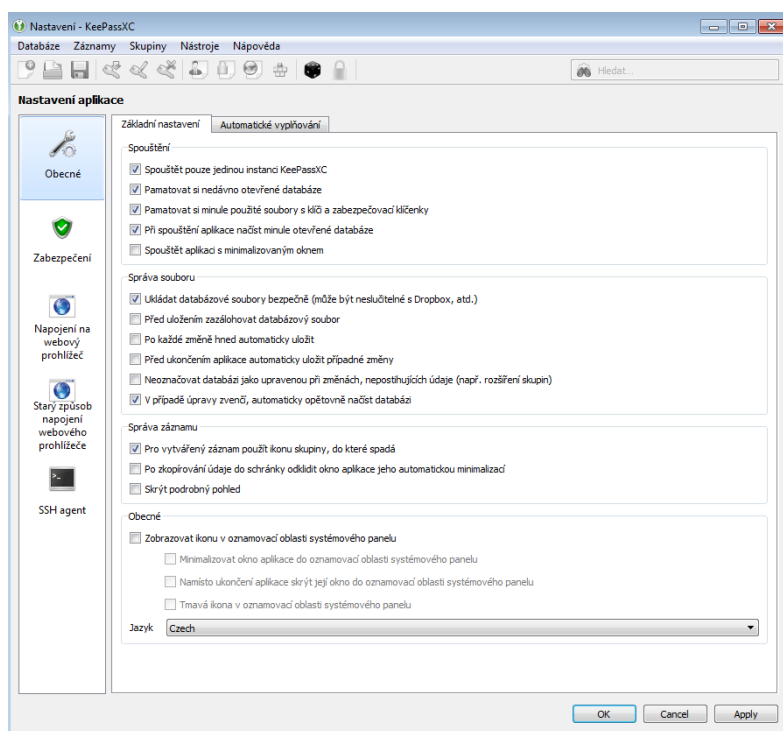 Nastavení - KeePassXC
Databáze Záznamy Skupiny Nástroje Nápověda
Hledat...
Nastavení aplikace
Obecné
Zabezpečení
Napojení na
webový
prohlížeč
Starý způsob
napojení
webového
prohlížeče
SSH agent
Základní nastavení
Automatické vyplňování
Spouštění
Spouštět pouze jedinou instanci KeePassXC
Pamatovat si nedávno otevřené databáze
Pamatovat si minule použité soubory s klíči a zabezpečovací klíčenky
Při spouštění aplikace načíst minule otevřené databáze
Spouštět aplikaci s minimalizovaným oknem
Správa souboru
Ukládat databázové soubory bezpečně (může být neslučitelné s Dropbox, atd.)
Před uložením zazálohovat databázový soubor
Po každé změně hned automaticky uložit
Před ukončením aplikace automaticky uložit případné změny
Neoznačovat databázi jako upravenou při změnách, nepostihujících údaje (např. rozšíření skupin)
V případě úpravy zvenčí, automaticky opětovně načíst databázi
Správa záznamu
Pro vytvářený záznam použít ikonu skupiny, do které spadá
Po zkopírování údaje do schránky odklidit okno aplikace jeho automatickou minimalizací
Skrýt podrobný pohled
Obecné
Zobrazovat ikonu v oznamovací oblasti systémového panelu
Minimalizovat okno aplikace do oznamovací oblasti systémového panelu
Namísto ukončení aplikace skrýt její okno do oznamovací oblasti systémového panelu
Tmavá ikona v oznamovací oblasti systémového panelu
Jazyk Czech
OK Cancel Apply